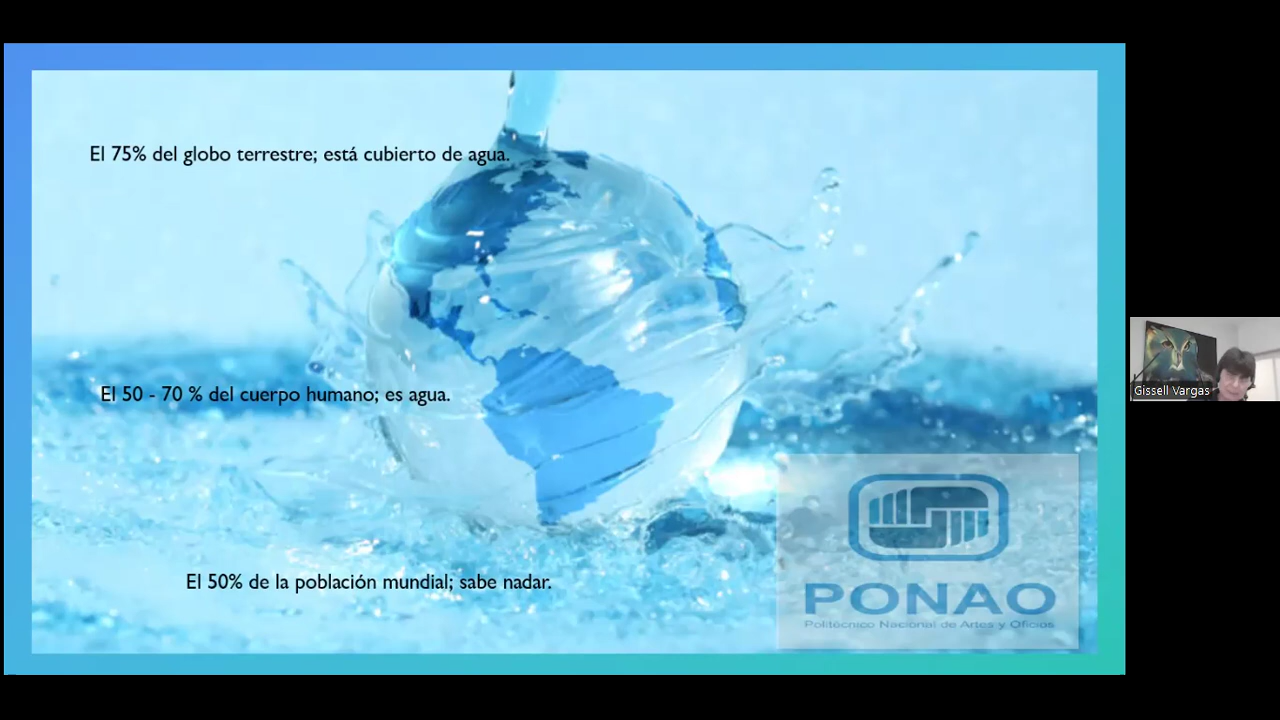 El 75% del globo terrestre; está cubierto de agua.
El 50 - 70 % del cuerpo humano; es agua.
Gissell Vargas
El 50% de la población mundial; sabe nadar.
PONAO
Politécnico Nacional de Artes y Oficios